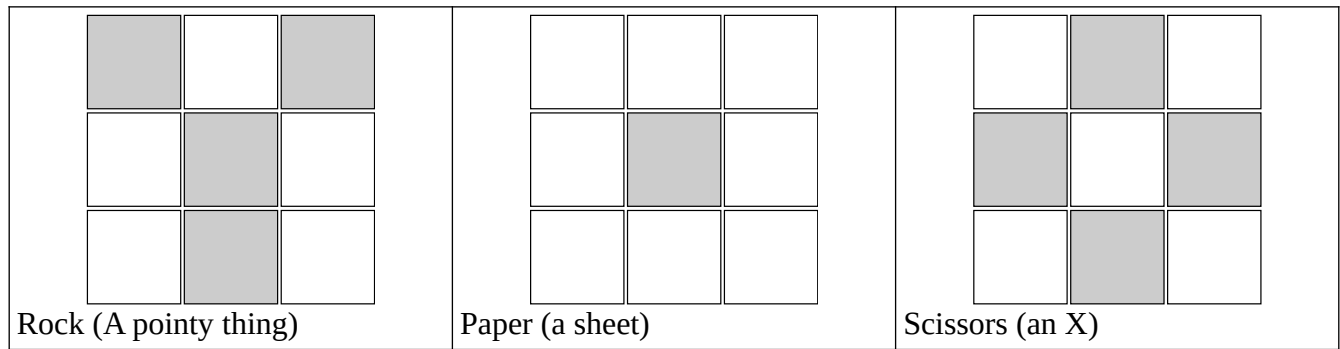 Rock (A pointy thing)
Paper (a sheet)
Scissors (an X)